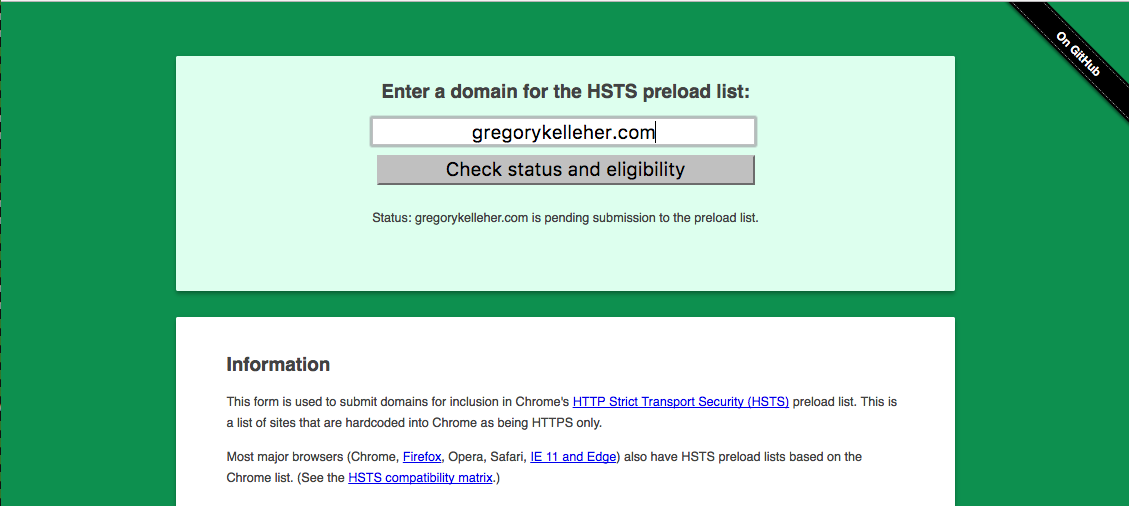 On GitHub
Enter a domain for the HSTS preload list:
gregorykelleher.com
Check status and eligibility
Status: gregorykelleher.com is pending submission to the preload list.
Information
This form is used to submit domains for inclusion in Chrome's HTTP Strict Transport Security (HSTS) preload list. This is
a list of sites that are hardcoded into Chrome as being HTTPS only.
Most major browsers (Chrome, Firefox, Opera, Safari, IE 11 and Edge) also have HSTS preload lists based on the
Chrome list. (See the HSTS compatibility matrix.)